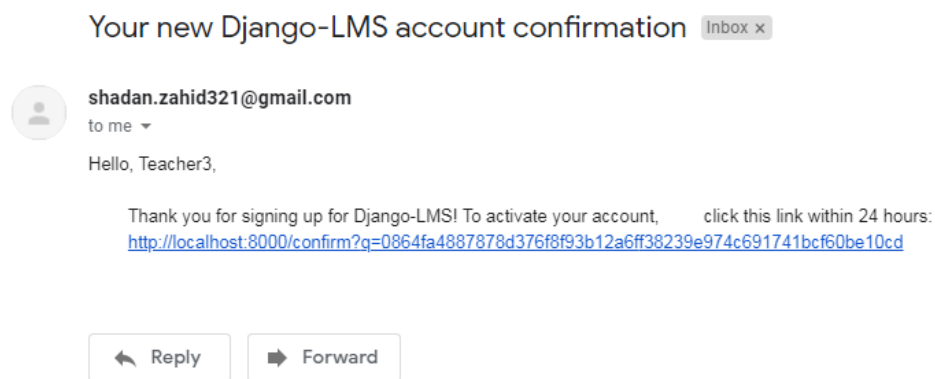 Your new Django-LMS account confirmation Inbox x
shadan.zahid321@gmail.com
to me
Hello, Teacher3,
Thank you for signing up for Django-LMS! To activate your account, click this link within 24 hours:
http://localhost:8000/confirm?q=0864fa4887878d376f8f93b12a6ff38239e974c691741bcf60be10cd
Reply Forward